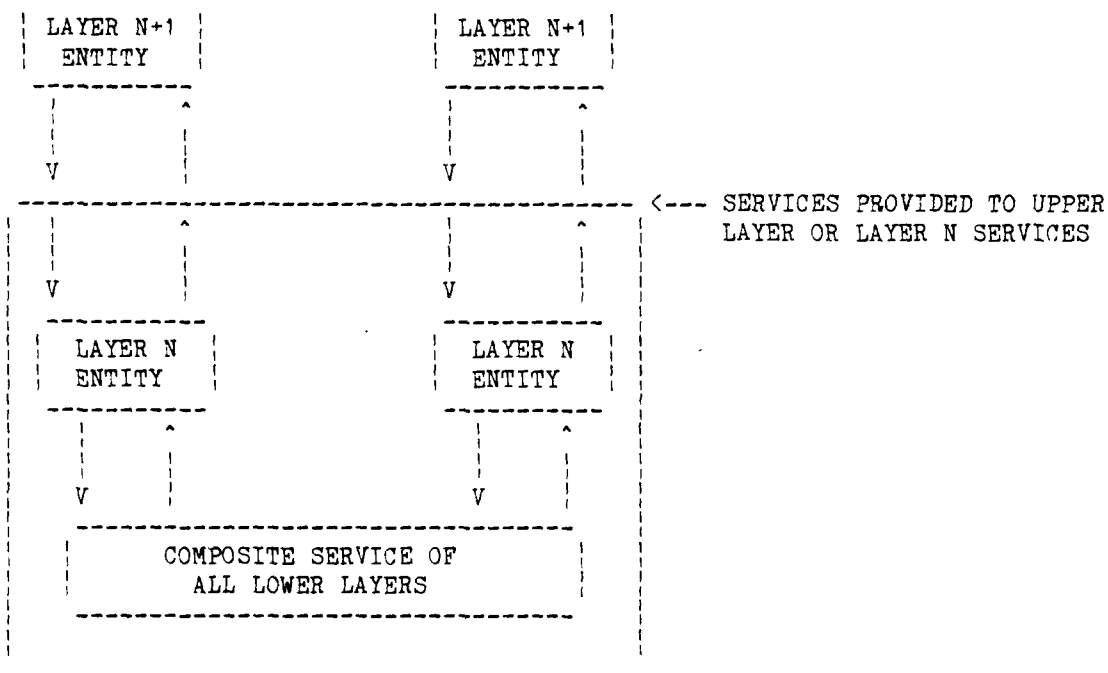 LAYER N+1 LAYER N+1
ENTITY ENTITY
V V
<--- SERVICES PROVIDED TO UPPER
LAYER OR LAYER N SERVICES
V V
LAYER N LAYER N
ENTITY ENTITY
V V
COMPOSITE SERVICE OF
ALL LOWER LAYERS